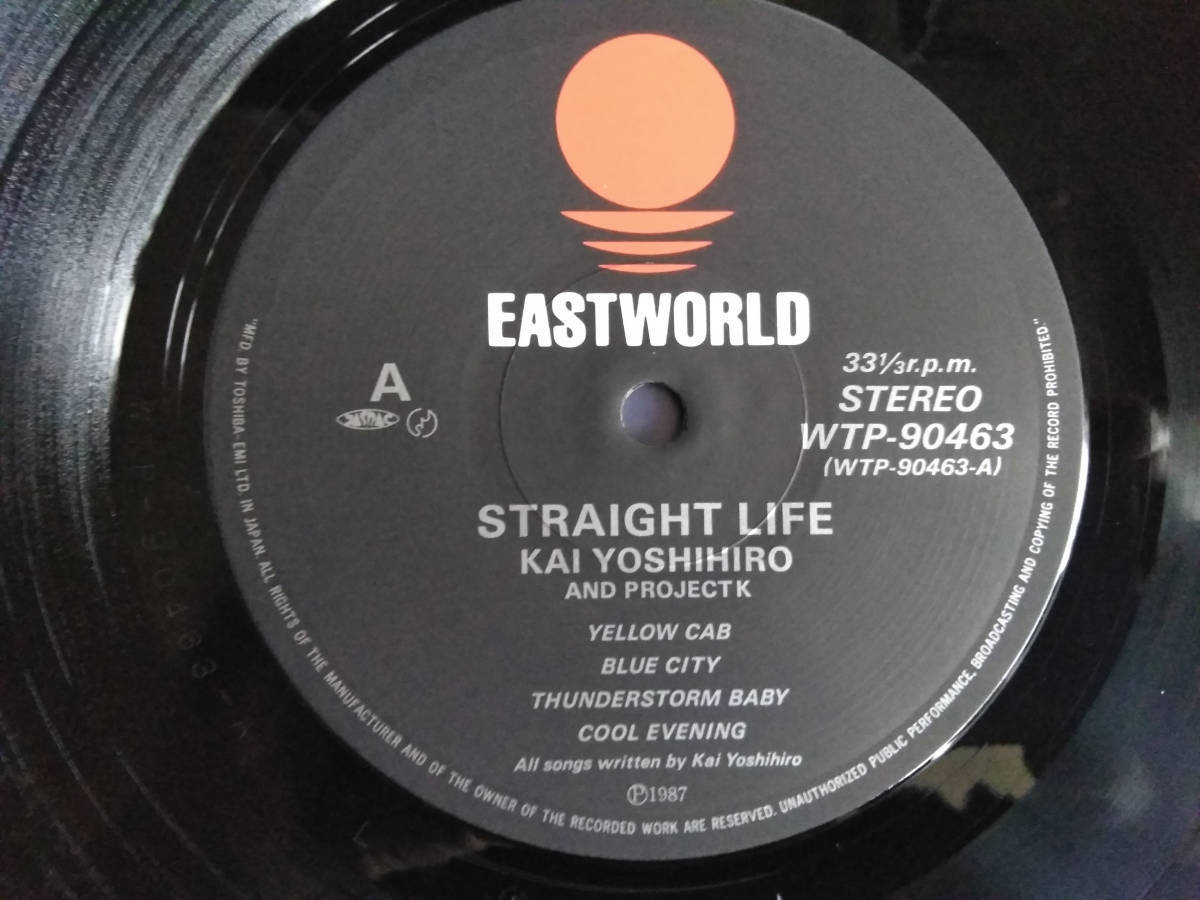 EASTWORLD
A
JASRAC
33⅓r.p.m.
STEREO
WTP-90463
(WTP-90463-A)
STRAIGHT LIFE
KAI YOSHIHIRO
AND PROJECT K
YELLOW CAB
BLUE CITY
THUNDERSTORM BABY
COOL EVENING
All songs written by Kai Yoshihiro
℗1987
"MFD. BY TOSHIBA-EMI LTD. IN JAPAN. ALL RIGHTS OF THE MANUFACTURER AND OF THE OWNER OF THE RECORDED WORK ARE RESERVED. UNAUTHORIZED PUBLIC PERFORMANCE, BROADCASTING AND COPYING OF THE RECORD PROHIBITED."